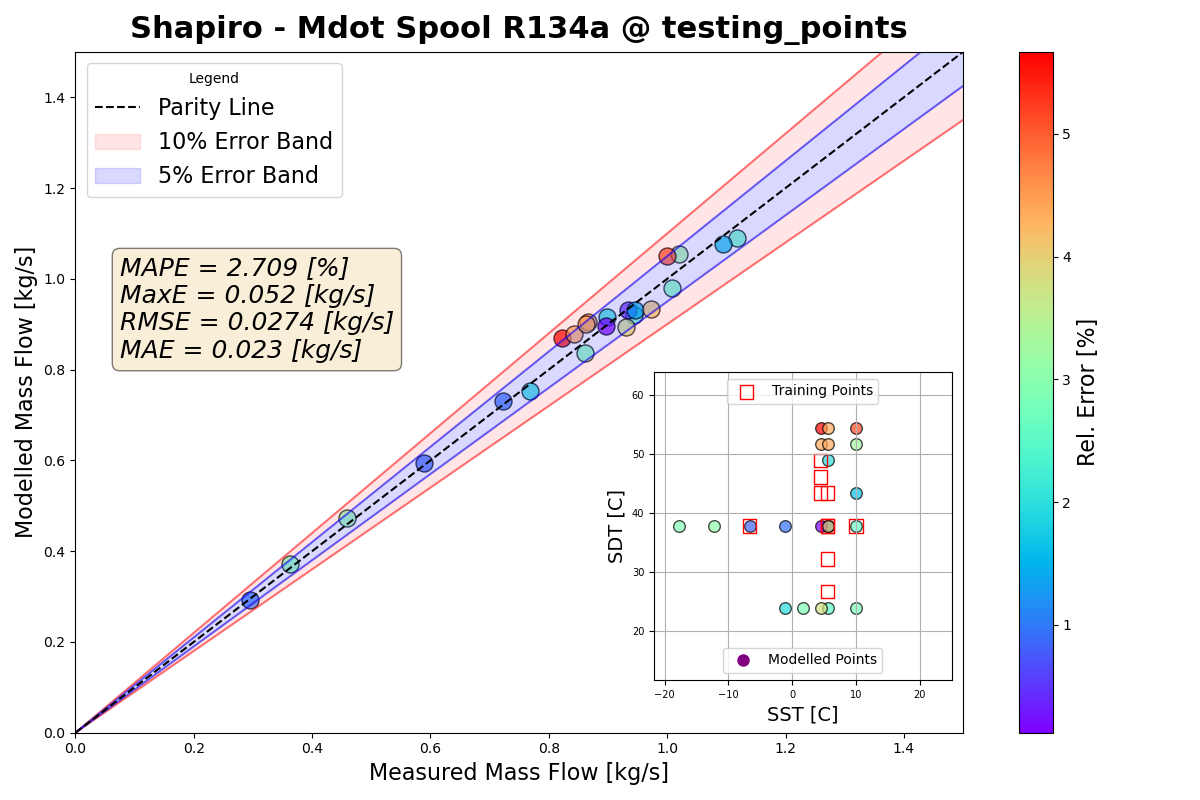 Shapiro - Mdot Spool R134a @ testing_points
Legend
Parity Line
10% Error Band
5% Error Band
MAPE = 2.709 [%]
MaxE = 0.052 [kg/s]
RMSE = 0.0274 [kg/s]
MAE = 0.023 [kg/s]
Modelled Mass Flow [kg/s]
1.4
1.2
1.0
0.8
0.6
0.4
0.2
0.0
0.0 0.2 0.4 0.6 0.8 1.0 1.2 1.4
Measured Mass Flow [kg/s]
Training Points
SDT [C]
60
50
40
30
20
Modelled Points
−20 −10 0 10 20
SST [C]
5
4
3
2
1
Rel. Error [%]